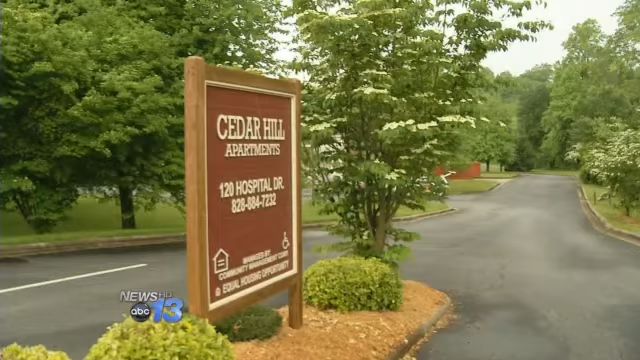 CEDAR HILL
APARTMENTS
120 HOSPITAL DR.
828-884-7232
MANAGED BY:
COMMUNITY MANAGEMENT CORP.
EQUAL HOUSING OPPORTUNITY
NEWS HD
abc 13